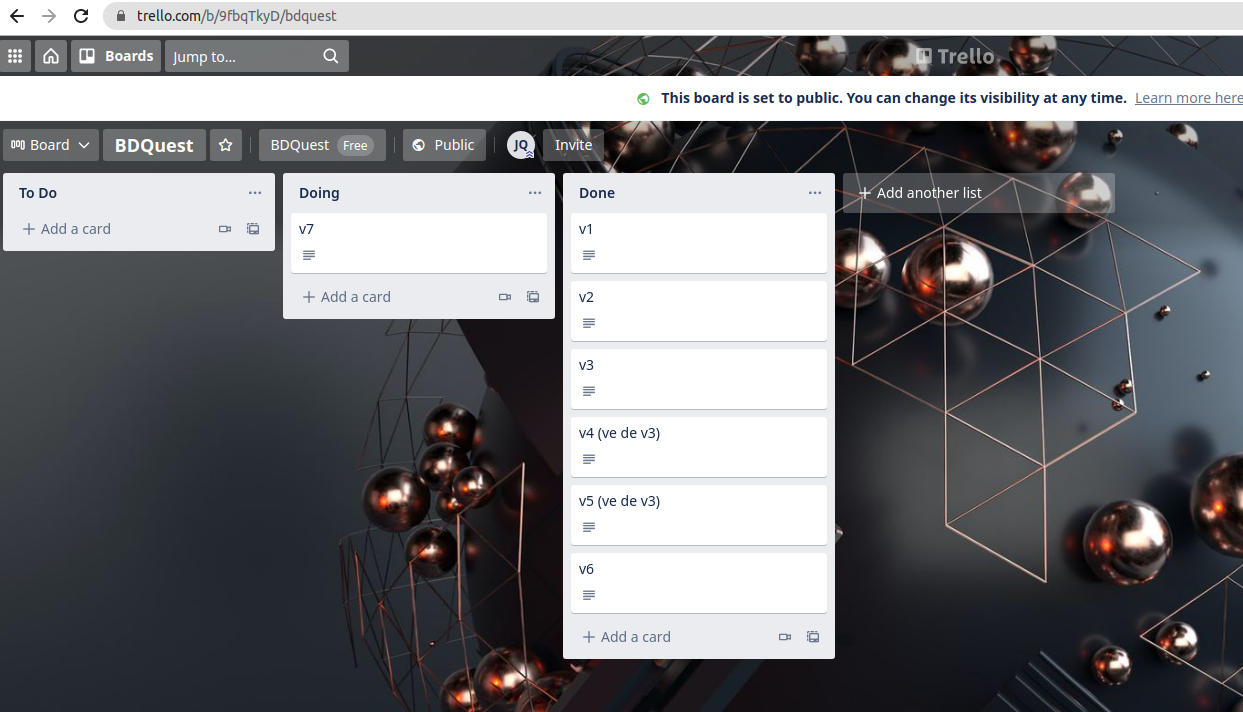 trello.com/b/9fbqTkyD/bdquest
Boards
Jump to...
Trello
This board is set to public. You can change its visibility at any time. Learn more here
Board
BDQuest
BDQuest Free
Public
JQ
Invite
To Do
Add a card
Doing
v7
Add a card
Done
v1
v2
v3
v4 (ve de v3)
v5 (ve de v3)
v6
Add a card
Add another list